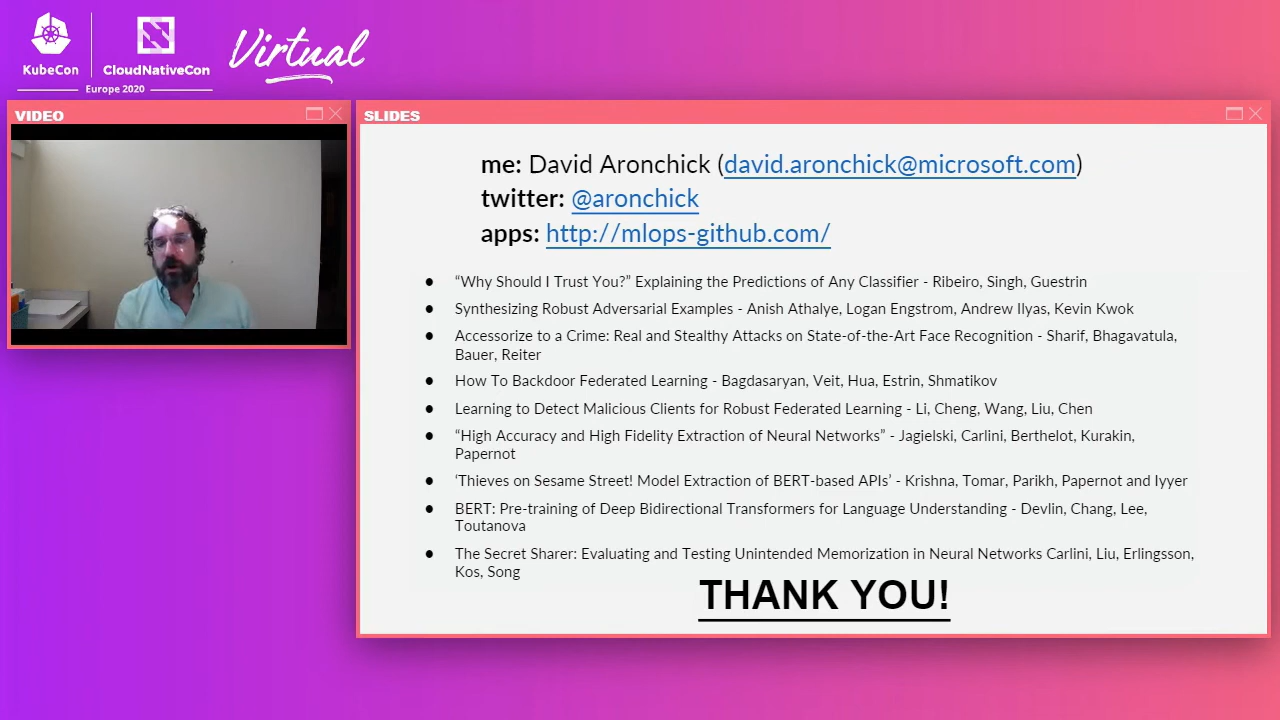 KubeCon
CloudNativeCon
Europe 2020
Virtual
VIDEO
SLIDES
me: David Aronchick (david.aronchick@microsoft.com)
twitter: @aronchick
apps: http://mlops-github.com/
● “Why Should I Trust You?” Explaining the Predictions of Any Classifier - Ribeiro, Singh, Guestrin
● Synthesizing Robust Adversarial Examples - Anish Athalye, Logan Engstrom, Andrew Ilyas, Kevin Kwok
● Accessorize to a Crime: Real and Stealthy Attacks on State-of-the-Art Face Recognition - Sharif, Bhagavatula,
Bauer, Reiter
● How To Backdoor Federated Learning - Bagdasaryan, Veit, Hua, Estrin, Shmatikov
● Learning to Detect Malicious Clients for Robust Federated Learning - Li, Cheng, Wang, Liu, Chen
● “High Accuracy and High Fidelity Extraction of Neural Networks” - Jagielski, Carlini, Berthelot, Kurakin,
Papernot
● ‘Thieves on Sesame Street! Model Extraction of BERT-based APIs’ - Krishna, Tomar, Parikh, Papernot and Iyyer
● BERT: Pre-training of Deep Bidirectional Transformers for Language Understanding - Devlin, Chang, Lee,
Toutanova
● The Secret Sharer: Evaluating and Testing Unintended Memorization in Neural Networks Carlini, Liu, Erlingsson,
Kos, Song
THANK YOU!